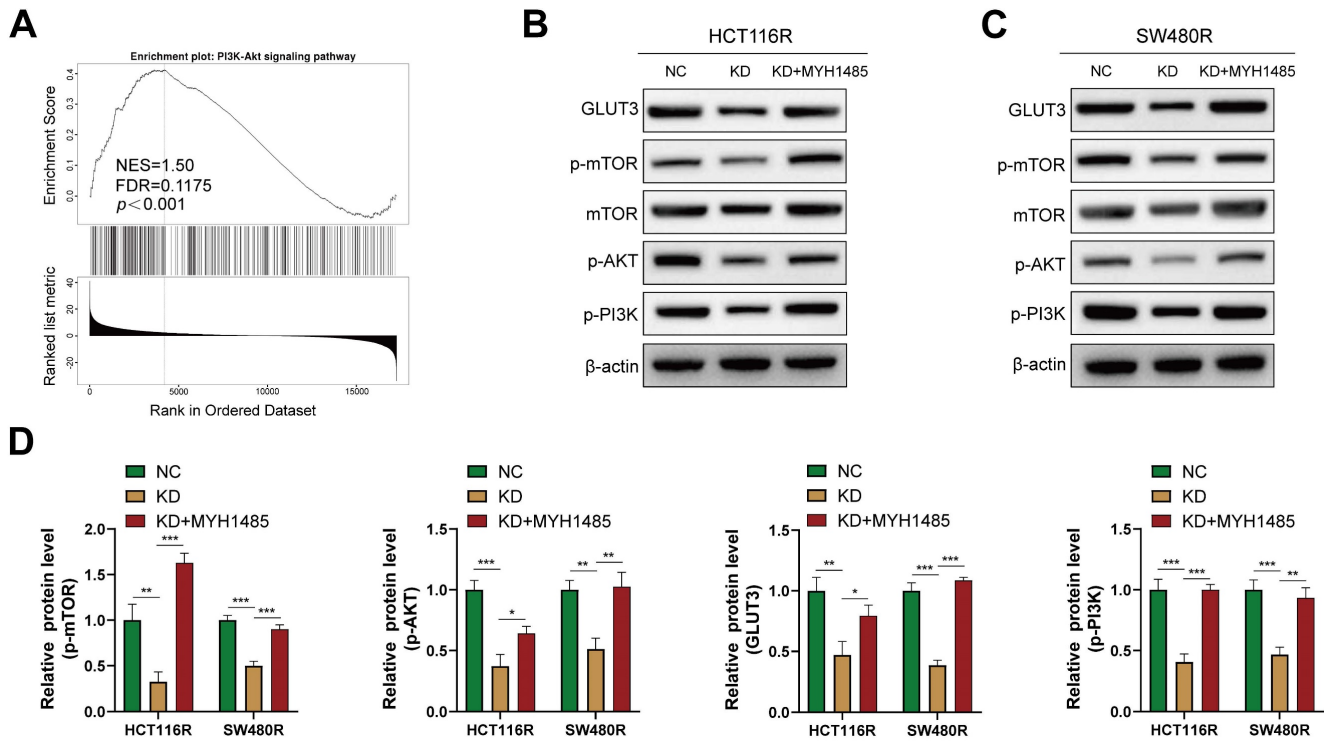 A
Enrichment plot: PI3K-Akt signaling pathway
Enrichment Score
0.4
0.3
0.2
0.1
0.0
NES=1.50
FDR=0.1175
p＜0.001
Ranked list metric
40
20
0
-20
0
5000
10000
15000
Rank in Ordered Dataset
B
HCT116R
NC KD KD+MYH1485
GLUT3
p-mTOR
mTOR
p-AKT
p-PI3K
β-actin
C
SW480R
NC KD KD+MYH1485
GLUT3
p-mTOR
mTOR
p-AKT
p-PI3K
β-actin
D
NC
KD
KD+MYH1485
Relative protein level
(p-mTOR)
2.0
1.5
1.0
0.5
0.0
** *** *** ***
HCT116R SW480R
NC
KD
KD+MYH1485
Relative protein level
(p-AKT)
1.5
1.0
0.5
0.0
*** * ** **
HCT116R SW480R
NC
KD
KD+MYH1485
Relative protein level
(GLUT3)
1.5
1.0
0.5
0.0
** * *** ***
HCT116R SW480R
NC
KD
KD+MYH1485
Relative protein level
(p-PI3K)
1.5
1.0
0.5
0.0
*** *** *** **
HCT116R SW480R